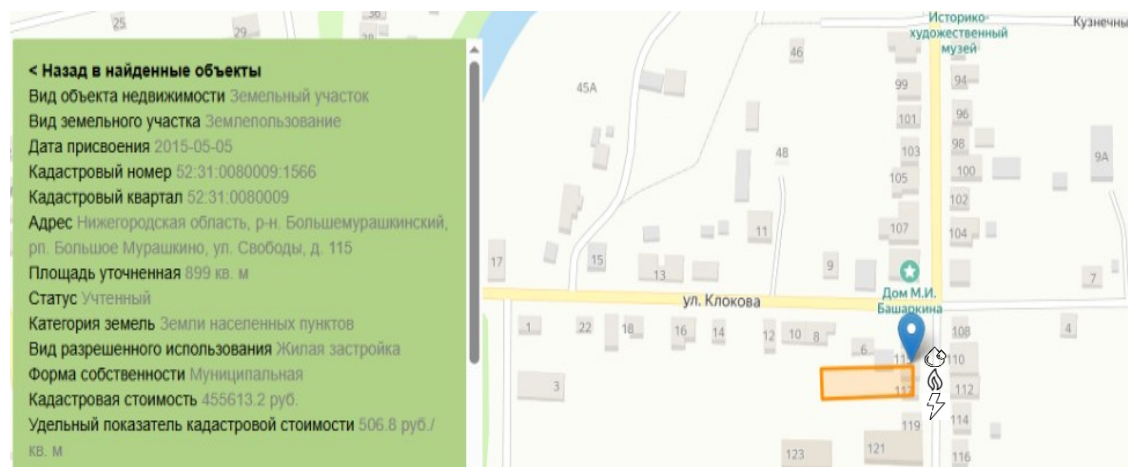 < Назад в найденные объекты
Вид объекта недвижимости Земельный участок
Вид земельного участка Землепользование
Дата присвоения 2015-05-05
Кадастровый номер 52:31:0080009:1566
Кадастровый квартал 52:31:0080009
Адрес Нижегородская область, р-н. Большемурашкинский,
рп. Большое Мурашкино, ул. Свободы, д. 115
Площадь уточненная 899 кв. м
Статус Учтенный
Категория земель Земли населенных пунктов
Вид разрешенного использования Жилая застройка
Форма собственности Муниципальная
Кадастровая стоимость 455613.2 руб.
Удельный показатель кадастровой стоимости 506.8 руб./
кв. м
25
29
Историко-
художественный
музей
Кузнечны
46
45А
99
94
101
96
48
103
98
9А
105
100
102
11
107
104
17
15
13
9
7
Дом М.И.
Башаркина
ул. Клокова
1
22
18
16
14
12
10
8
6
108
4
110
3
117
112
119
114
123
121
116